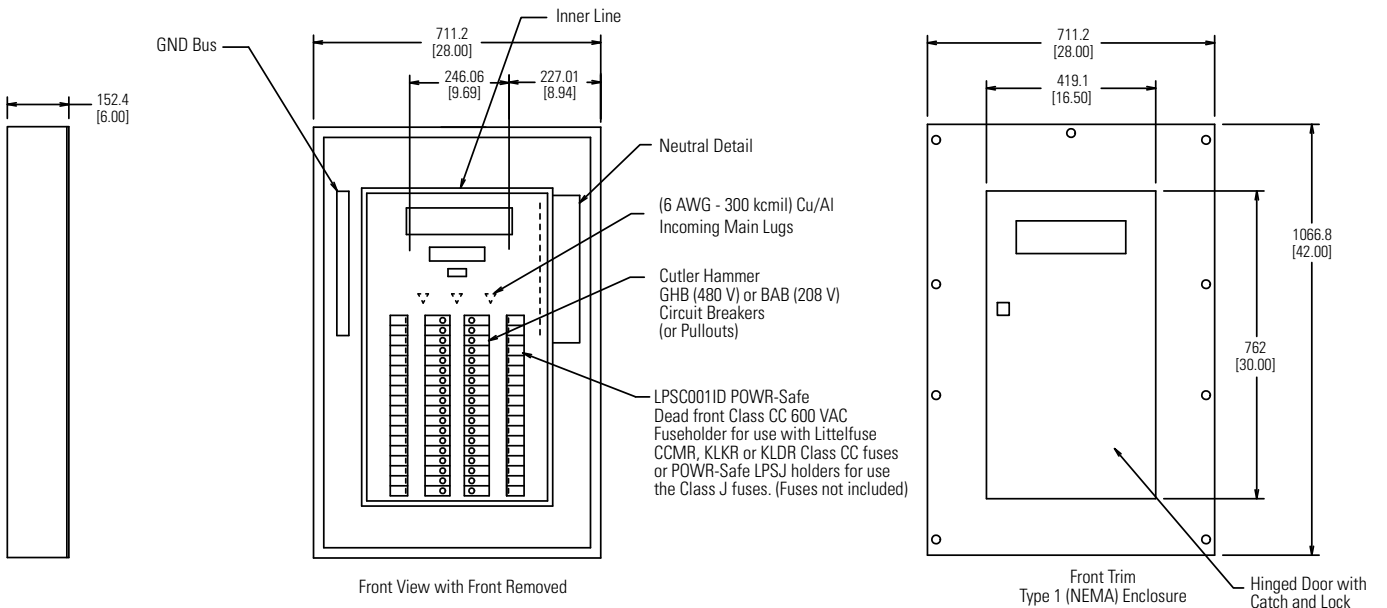 Inner Line
GND Bus
711.2
[28.00]
246.06
[9.69]
227.01
[8.94]
152.4
[6.00]
Neutral Detail
(6 AWG - 300 kcmil) Cu/Al
Incoming Main Lugs
Cutler Hammer
GHB (480 V) or BAB (208 V)
Circuit Breakers
(or Pullouts)
LPSC001ID POWR-Safe
Dead front Class CC 600 VAC
Fuseholder for use with Littelfuse
CCMR, KLKR or KLDR Class CC fuses
or POWR-Safe LPSJ holders for use
the Class J fuses. (Fuses not included)
Front View with Front Removed
711.2
[28.00]
419.1
[16.50]
1066.8
[42.00]
762
[30.00]
Front Trim
Type 1 (NEMA) Enclosure
Hinged Door with
Catch and Lock